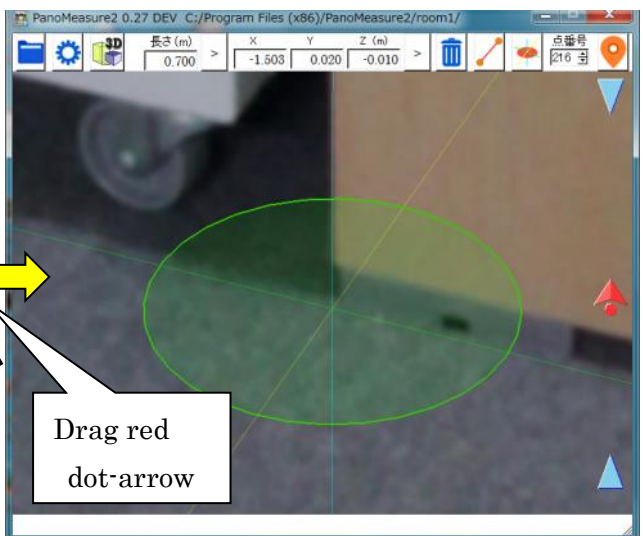 PanoMeasure2 0.27 DEV C:/Program Files (x86)/PanoMeasure2/room1/
3D
長さ(m)
0.700
>
X Y Z (m)
-1.503 0.020 -0.010
>
点番号
216
Drag red
dot-arrow